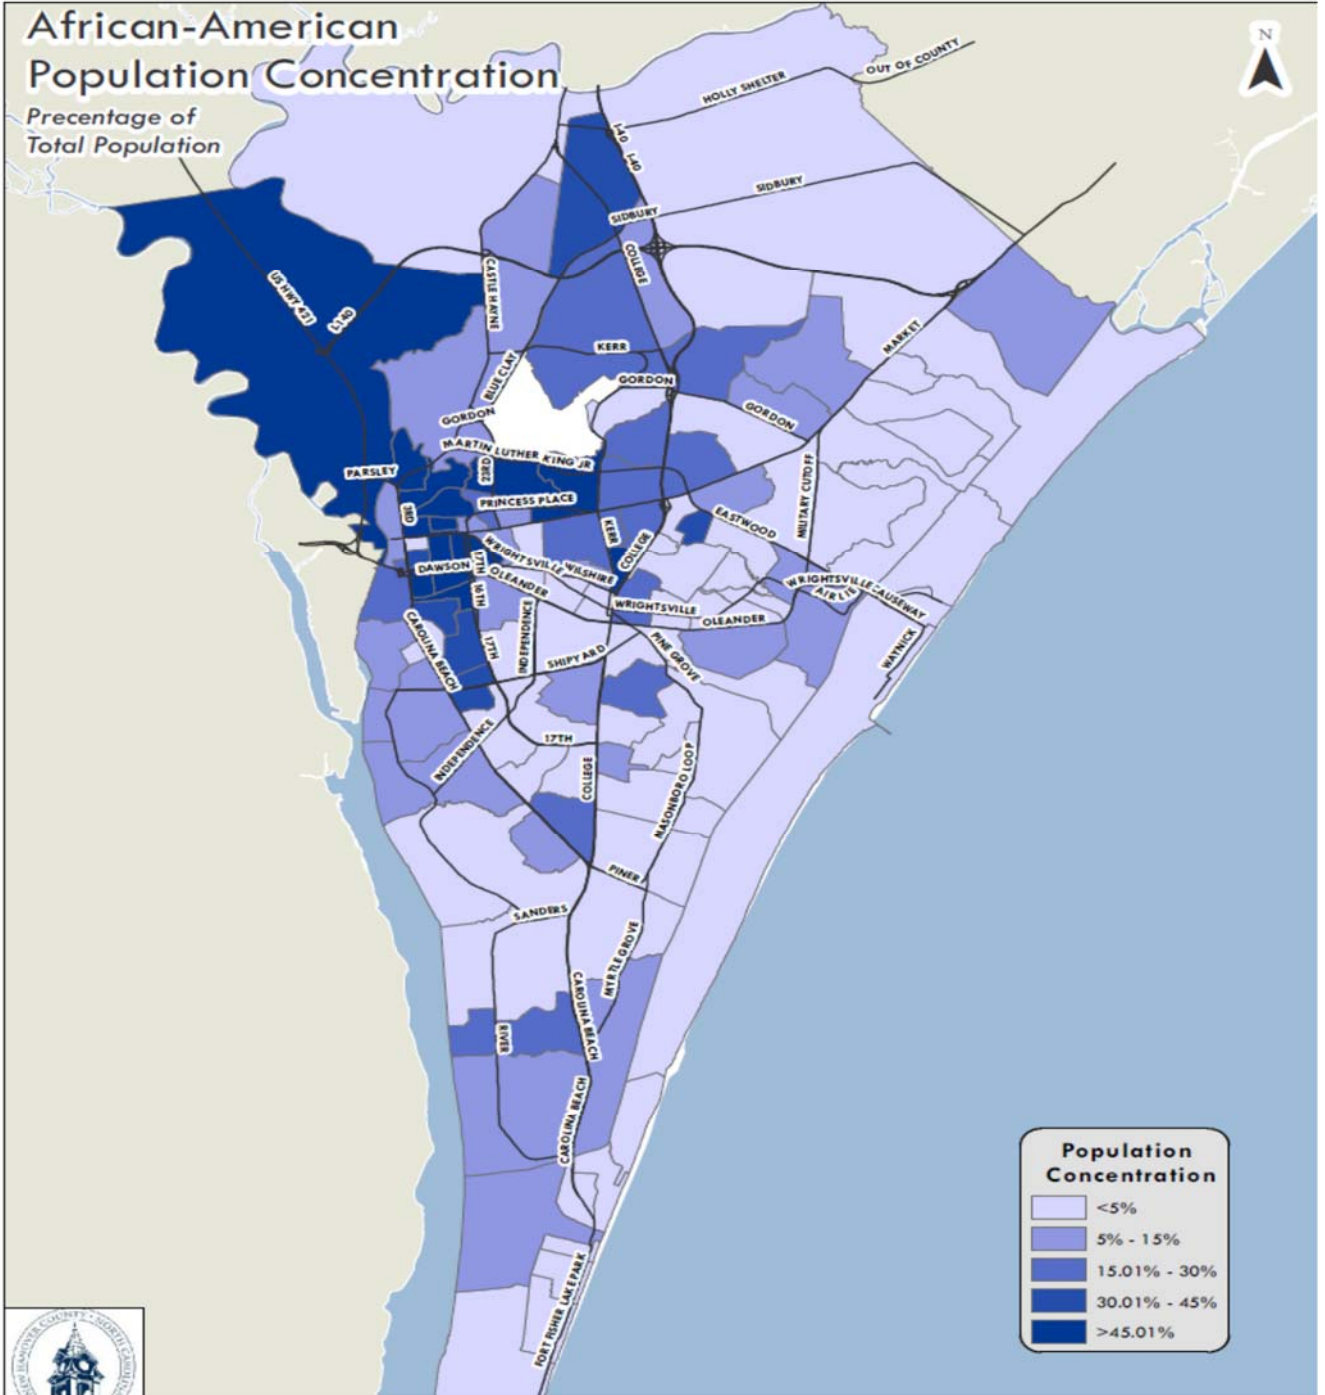 African-American
Population Concentration
Precentage of
Total Population
N
OUT OF COUNTY
HOLLY SHELTER
I-40
I-40
SIDBURY
SIDBURY
COLLEGE
CASTLE HAYNE
US HWY 421
I-140
MARKET
KERR
BLUE CLAY
GORDON
GORDON
GORDON
MARTIN LUTHER KING JR
PARSLEY
23RD
MILITARY CUTOFF
PRINCESS PLACE
3RD
KERR
EASTWOOD
COLLEGE
WRIGHTSVILLE
WILSHIRE
17TH
DAWSON
OLEANDER
16TH
WRIGHTSVILLE
CAUSEWAY
AIRLIE
WRIGHTSVILLE
OLEANDER
INDEPENDENCE
CAROLINA BEACH
17TH
SHIPYARD
PINE GROVE
WAYNICK
INDEPENDENCE
17TH
COLLEGE
MASONBORO LOOP
PINER
SANDERS
MYRTLE GROVE
CAROLINA BEACH
RIVER
CAROLINA BEACH
FORT FISHER LAKE PARK
Population
Concentration
<5%
5% - 15%
15.01% - 30%
30.01% - 45%
>45.01%
NEW HANOVER COUNTY • NORTH CAROLINA